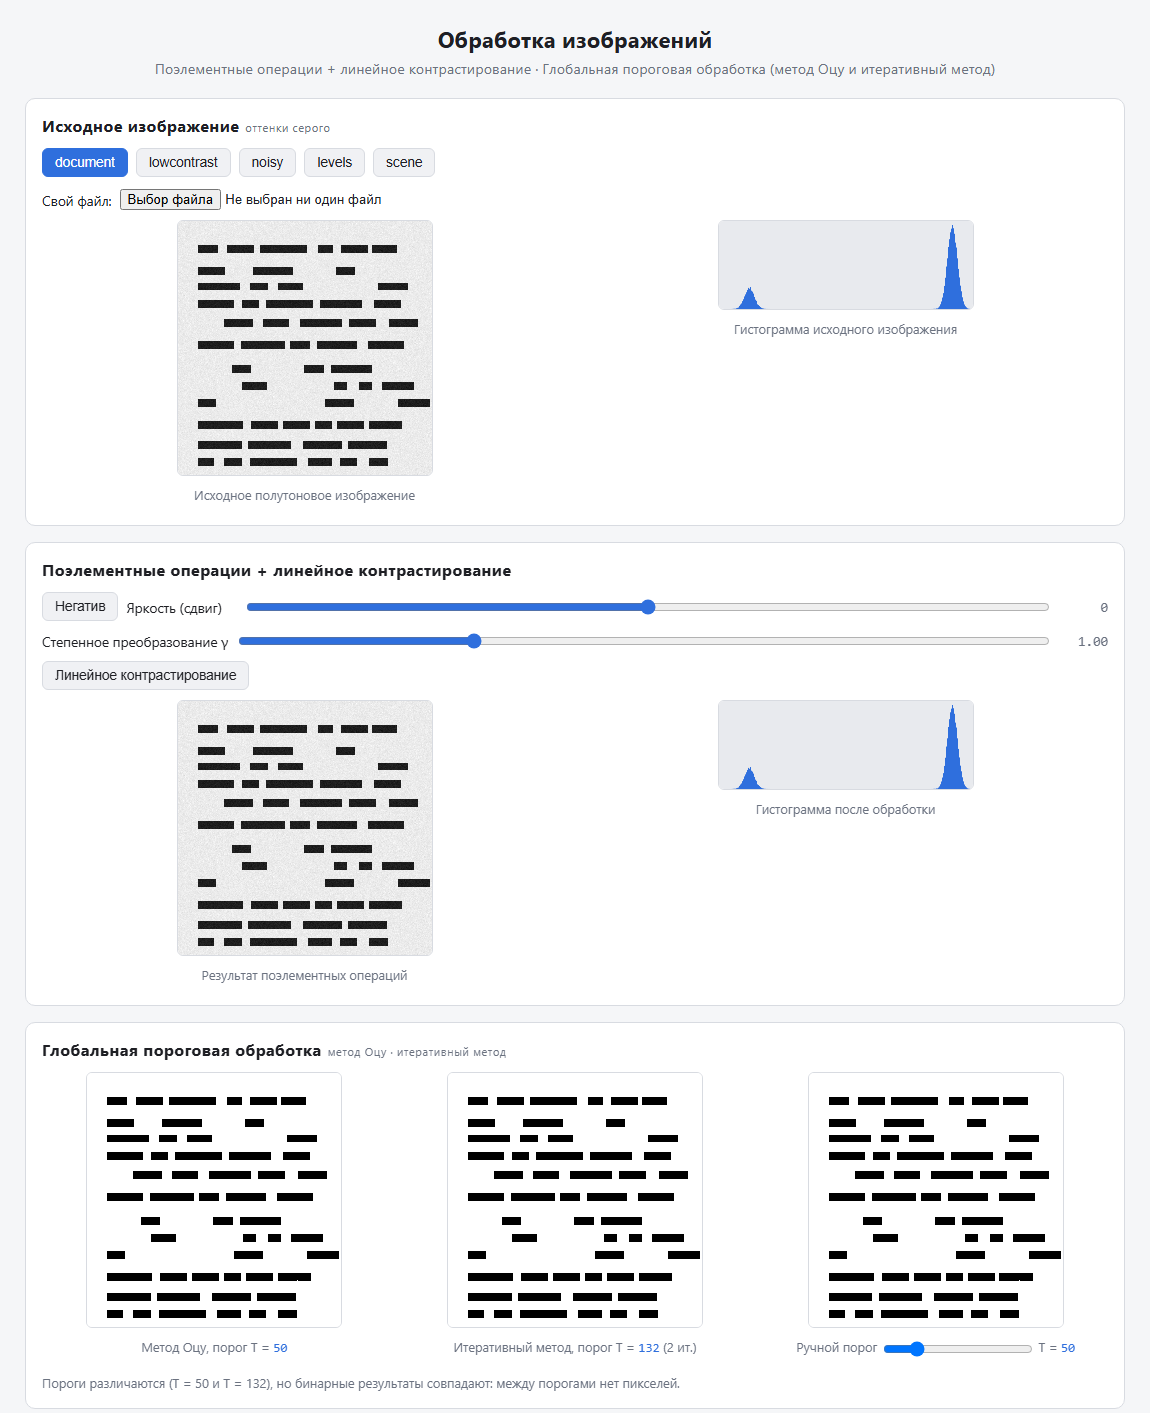 Обработка изображений
Поэлементные операции + линейное контрастирование · Глобальная пороговая обработка (метод Оцу и итеративный метод)
Исходное изображение оттенки серого
document lowcontrast noisy levels scene
Свой файл: Выбор файла Не выбран ни один файл
Исходное полутоновое изображение
Гистограмма исходного изображения
Поэлементные операции + линейное контрастирование
Негатив Яркость (сдвиг) 0
Степенное преобразование γ 1.00
Линейное контрастирование
Результат поэлементных операций
Гистограмма после обработки
Глобальная пороговая обработка метод Оцу · итеративный метод
Метод Оцу, порог T = 50
Итеративный метод, порог T = 132 (2 ит.)
Ручной порог T = 50
Пороги различаются (T = 50 и T = 132), но бинарные результаты совпадают: между порогами нет пикселей.